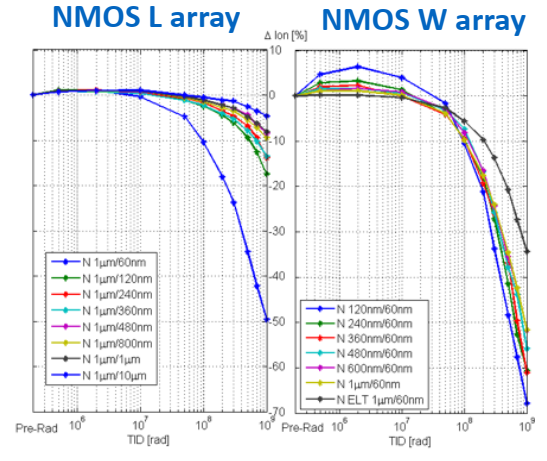 NMOS L array
NMOS W array
Δ Ion [%]
10
0
-10
-20
-30
-40
-50
-60
-70
N 1μm/60nm
N 1μm/120nm
N 1μm/240nm
N 1μm/360nm
N 1μm/480nm
N 1μm/800nm
N 1μm/1μm
N 1μm/10μm
N 120nm/60nm
N 240nm/60nm
N 360nm/60nm
N 480nm/60nm
N 600nm/60nm
N 1μm/60nm
N ELT 1μm/60nm
Pre-Rad 10⁶ 10⁷ 10⁸ 10⁹
TID [rad]
Pre-Rad 10⁶ 10⁷ 10⁸ 10⁹
TID [rad]